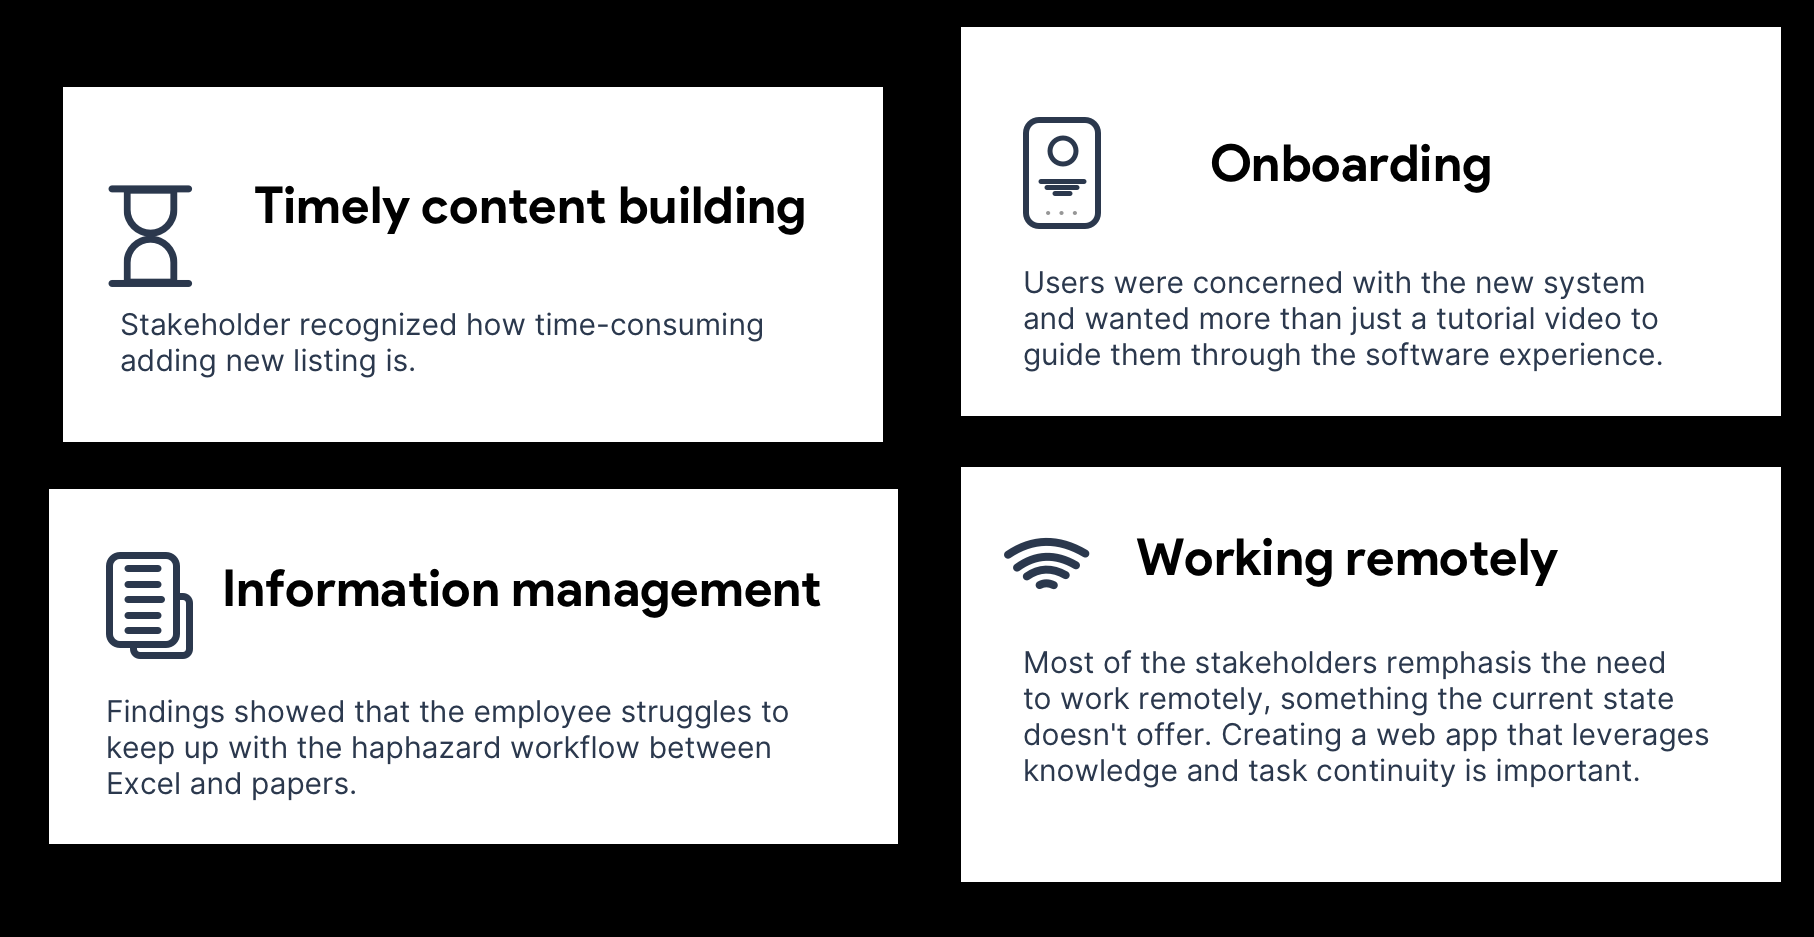 Timely content building
Stakeholder recognized how time-consuming
adding new listing is.
Onboarding
Users were concerned with the new system
and wanted more than just a tutorial video to
guide them through the software experience.
Information management
Findings showed that the employee struggles to
keep up with the haphazard workflow between
Excel and papers.
Working remotely
Most of the stakeholders remphasis the need
to work remotely, something the current state
doesn't offer. Creating a web app that leverages
knowledge and task continuity is important.